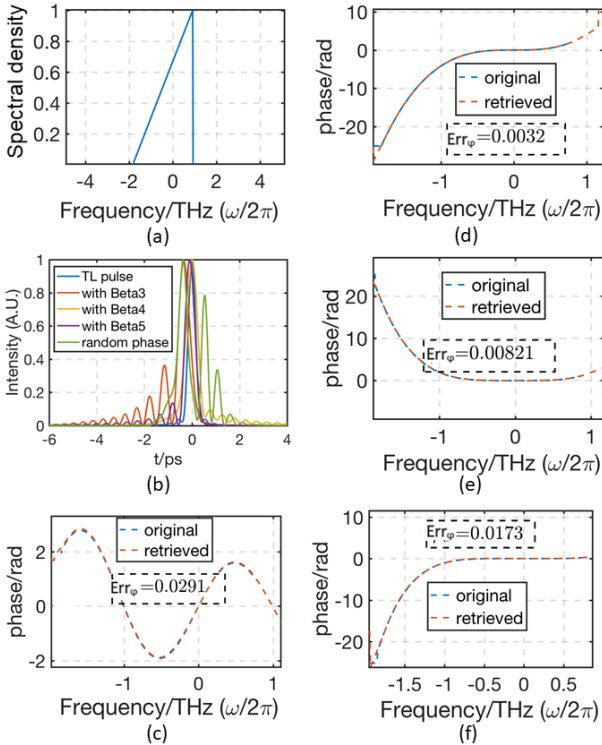 1
0.8
0.6
0.4
0.2
Spectral density
-4 -2 0 2 4
Frequency/THz (ω/2π)
(a)
10
0
-10
-20
phase/rad
original
retrieved
Errφ=0.0032
-1 0 1
Frequency/THz (ω/2π)
(d)
1
0.8
0.6
0.4
0.2
0
Intensity (A.U.)
TL pulse
with Beta3
with Beta4
with Beta5
random phase
-6 -4 -2 0 2 4
t/ps
(b)
20
10
0
phase/rad
original
retrieved
Errφ=0.00821
-1 0 1
Frequency/THz (ω/2π)
(e)
2
0
-2
phase/rad
original
retrieved
Errφ=0.0291
-1 0 1
Frequency/THz (ω/2π)
(c)
10
0
-10
-20
phase/rad
Errφ=0.0173
original
retrieved
-1.5 -1 -0.5 0 0.5
Frequency/THz (ω/2π)
(f)